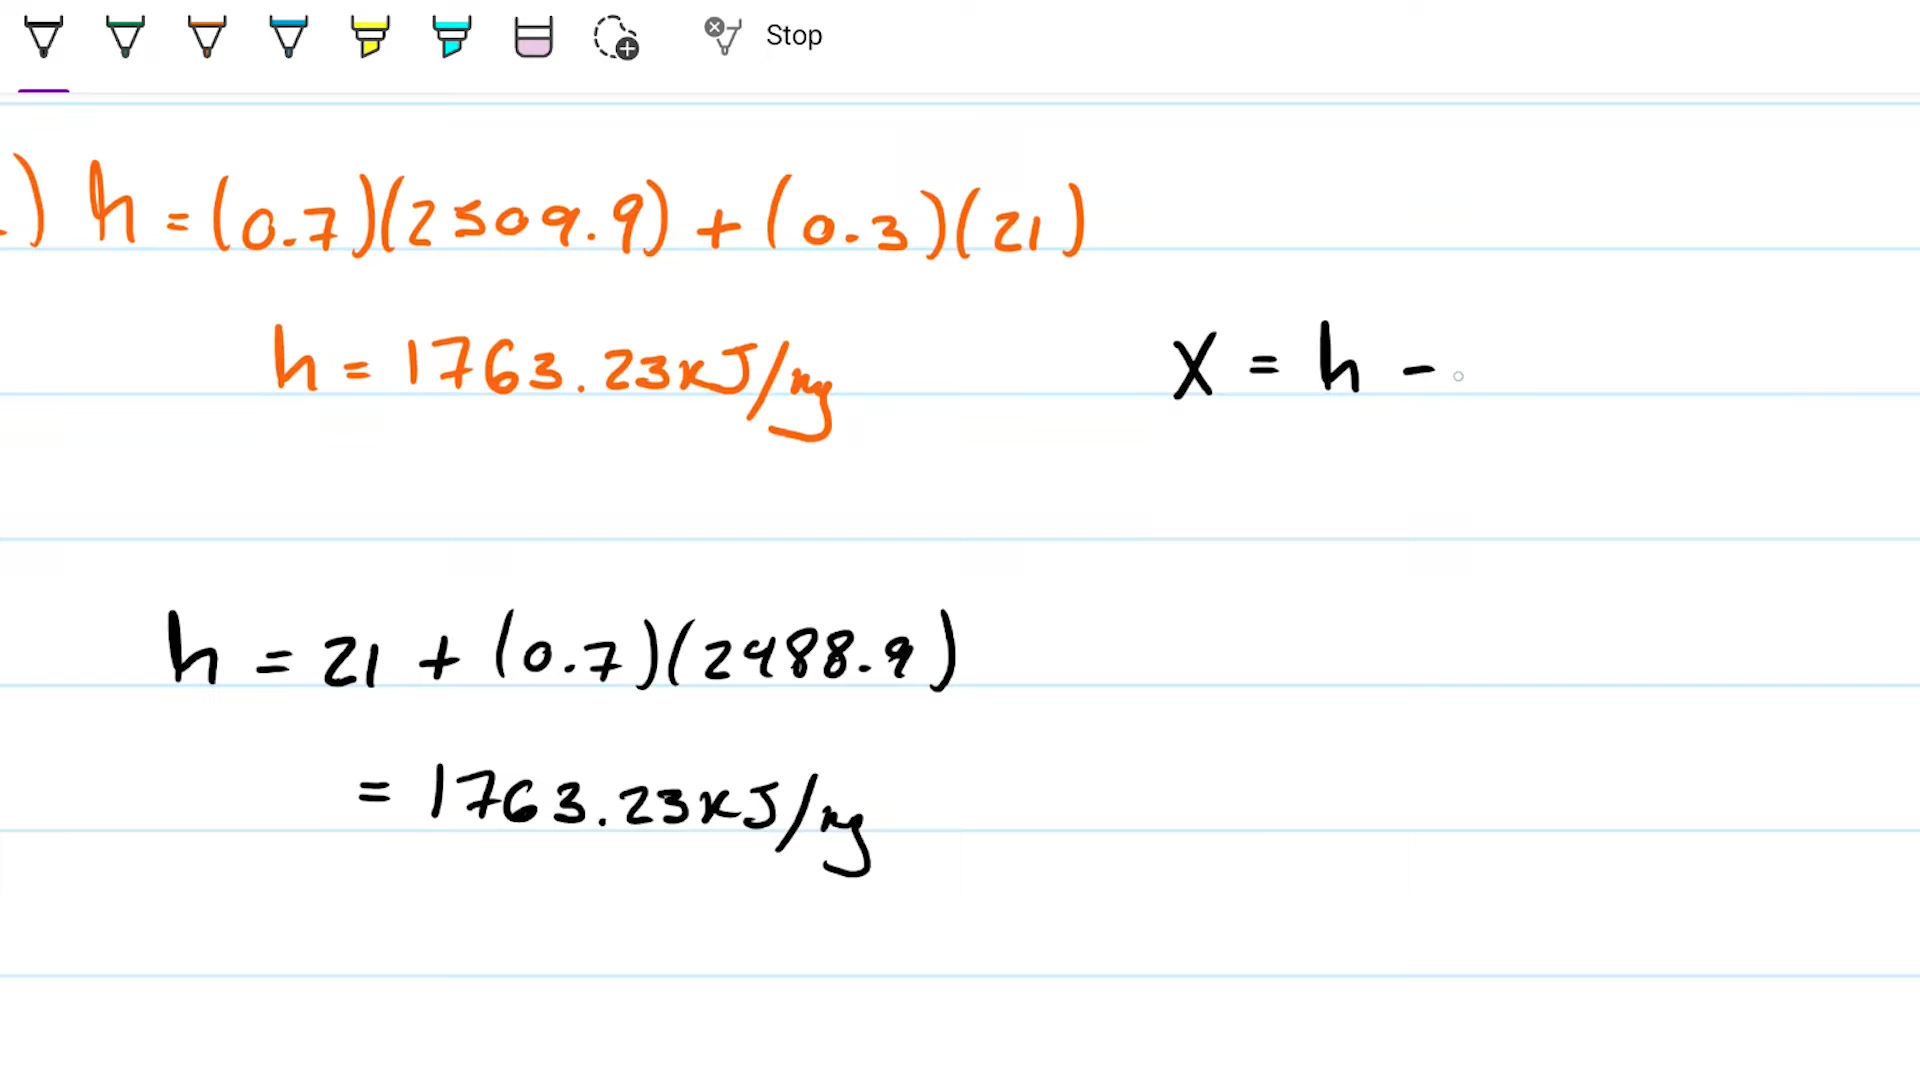 Stop
) h = (0.7)(2509.9) + (0.3)(21)
h = 1763.23kJ/kg
x = h -
h = 21 + (0.7)(2488.9)
= 1763.23kJ/kg